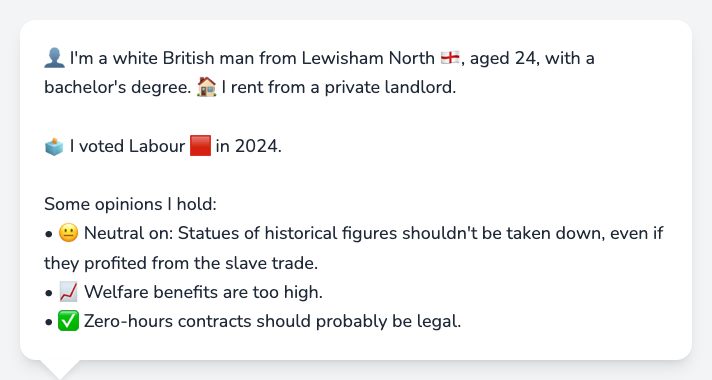 👤 I'm a white British man from Lewisham North 🏴󠁧󠁢󠁥󠁮󠁧󠁿, aged 24, with a
bachelor's degree. 🏠 I rent from a private landlord.
🗳️ I voted Labour 🟥 in 2024.
Some opinions I hold:
• 😐 Neutral on: Statues of historical figures shouldn't be taken down, even if
they profited from the slave trade.
• 📈 Welfare benefits are too high.
• ✅ Zero-hours contracts should probably be legal.